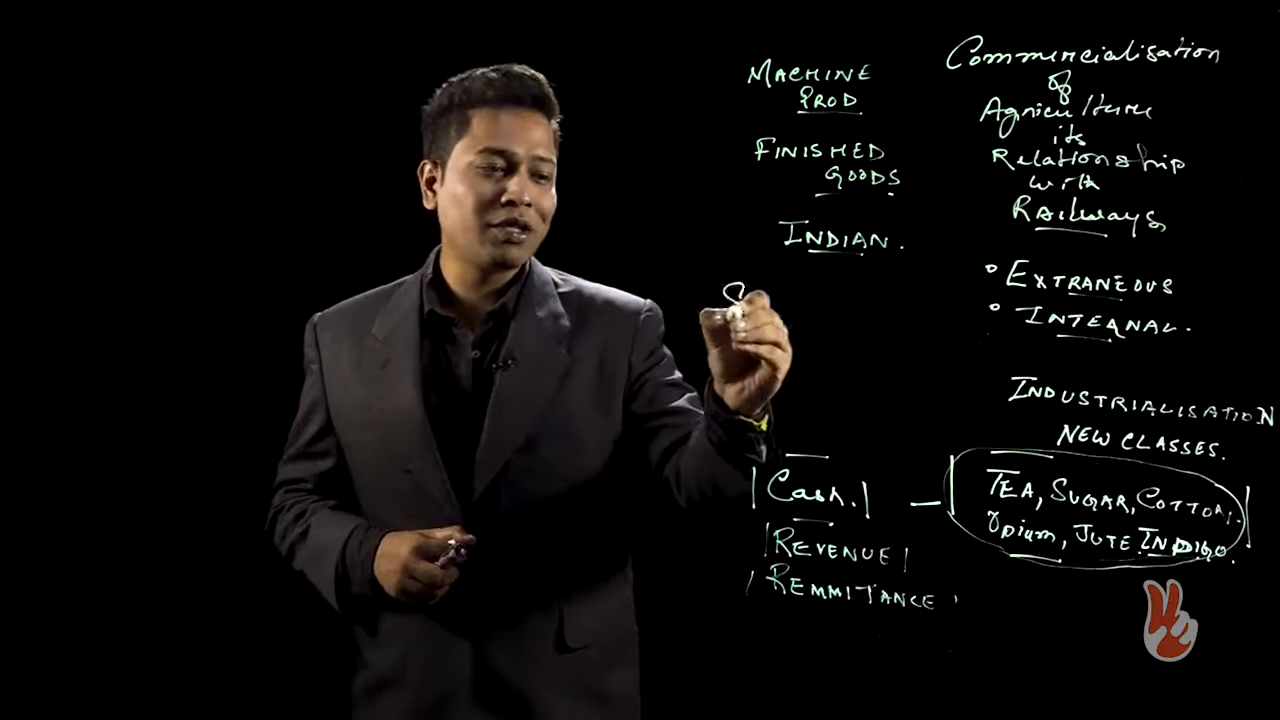 Commercialisation
of
Agriculture
its
Relationship
with
Railways
• EXTRANEOUS
• INTERNAL.
INDUSTRIALISATION
NEW CLASSES.
TEA, SUGAR, COTTON,
Opium, JUTE INDIGO.
MACHINE
PROD
FINISHED
GOODS
INDIAN.
|Cash.| —
|REVENUE|
|REMMITANCE|